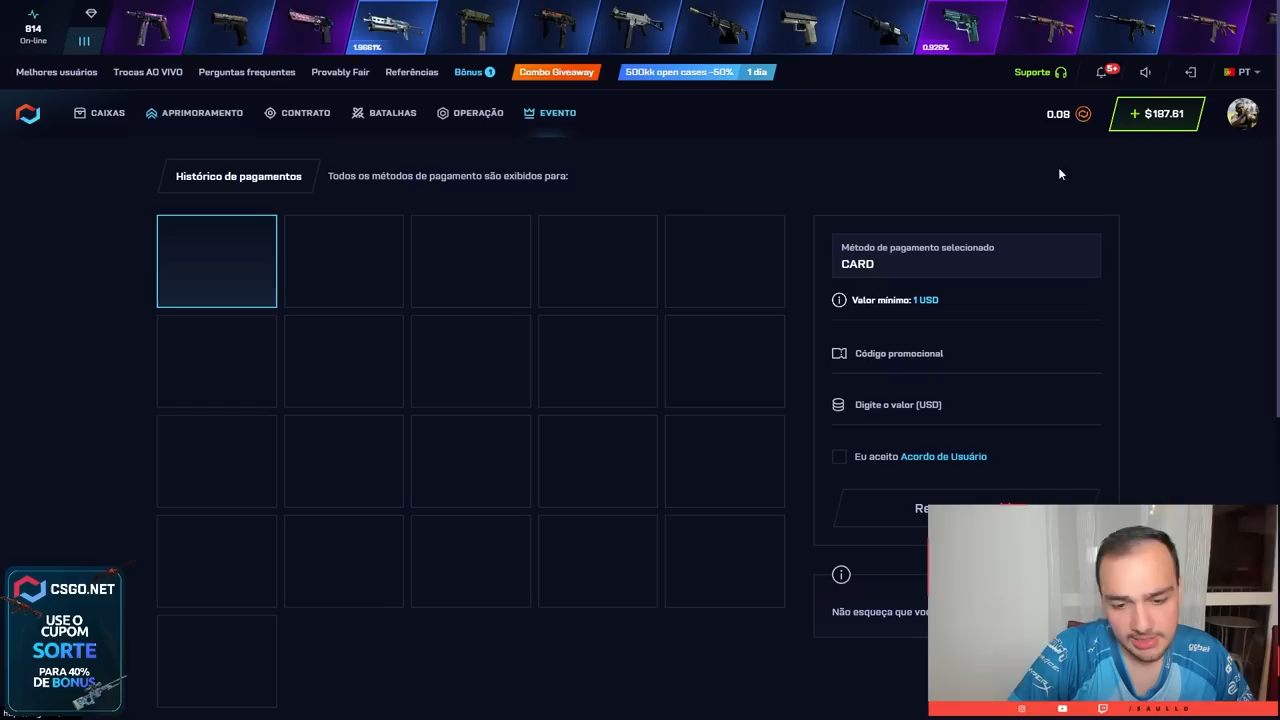 814
On-line
1.9661%
0.926%
Melhores usuários
Trocas AO VIVO
Perguntas frequentes
Provably Fair
Referências
Bônus 1
Combo Giveaway
500kk open cases –50%
1 dia
Suporte
5+
PT
CAIXAS
APRIMORAMENTO
CONTRATO
BATALHAS
OPERAÇÃO
EVENTO
0.08
+ $187.61
Histórico de pagamentos
Todos os métodos de pagamento são exibidos para:
Método de pagamento selecionado
CARD
Valor mínimo: 1 USD
Código promocional
Digite o valor (USD)
Eu aceito Acordo de Usuário
Re
Não esqueça que você
CSGO.NET
USE O
CUPOM
SORTE
PARA 40%
DE BÔNUS
/SAULLO